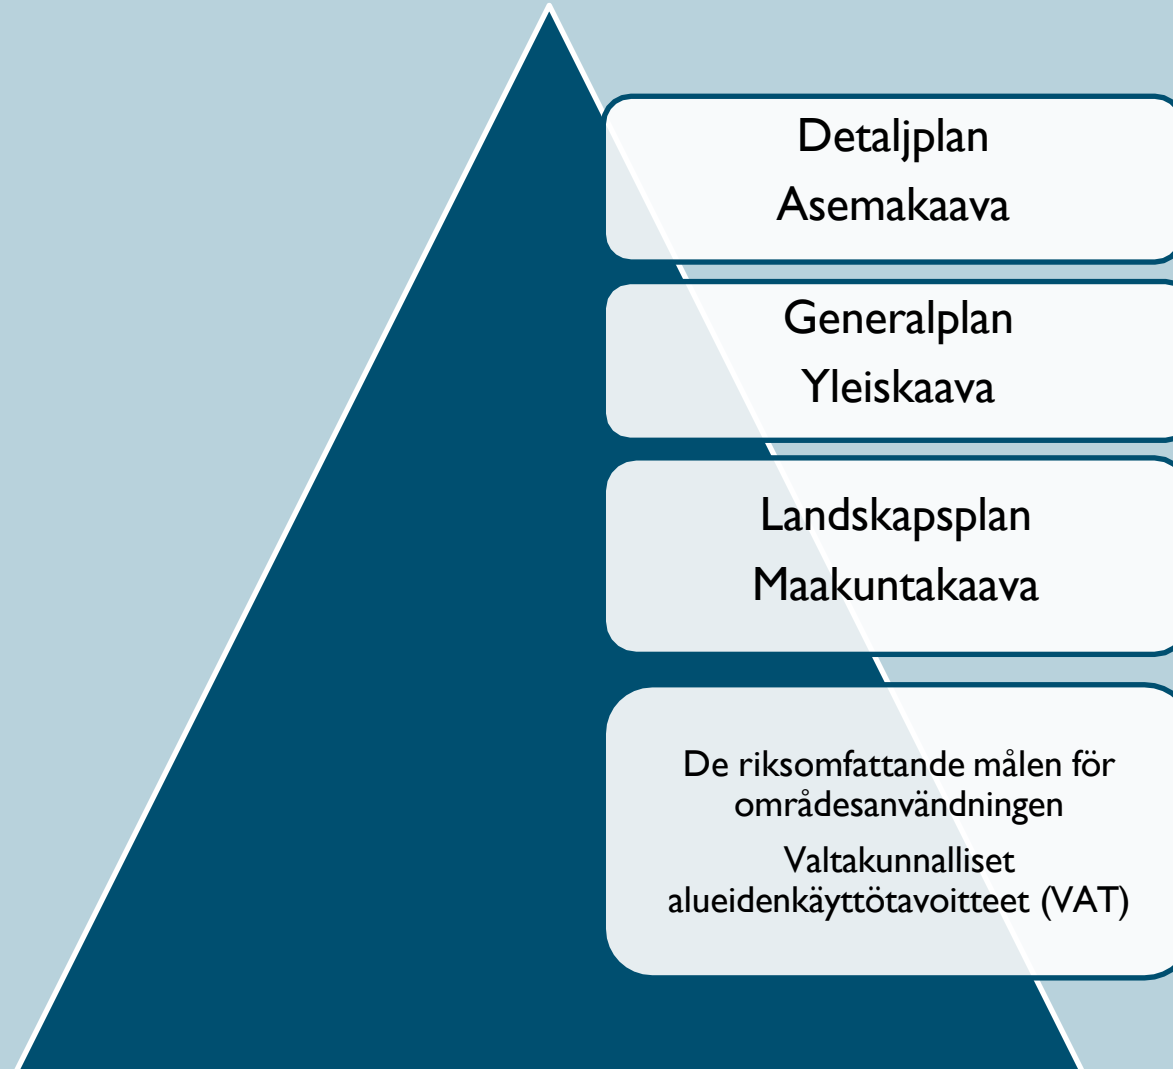 Detaljplan
Asemakaava
Generalplan
Yleiskaava
Landskapsplan
Maakuntakaava
De riksomfattande målen för
områdesanvändningen
Valtakunnalliset
alueidenkäyttötavoitteet (VAT)